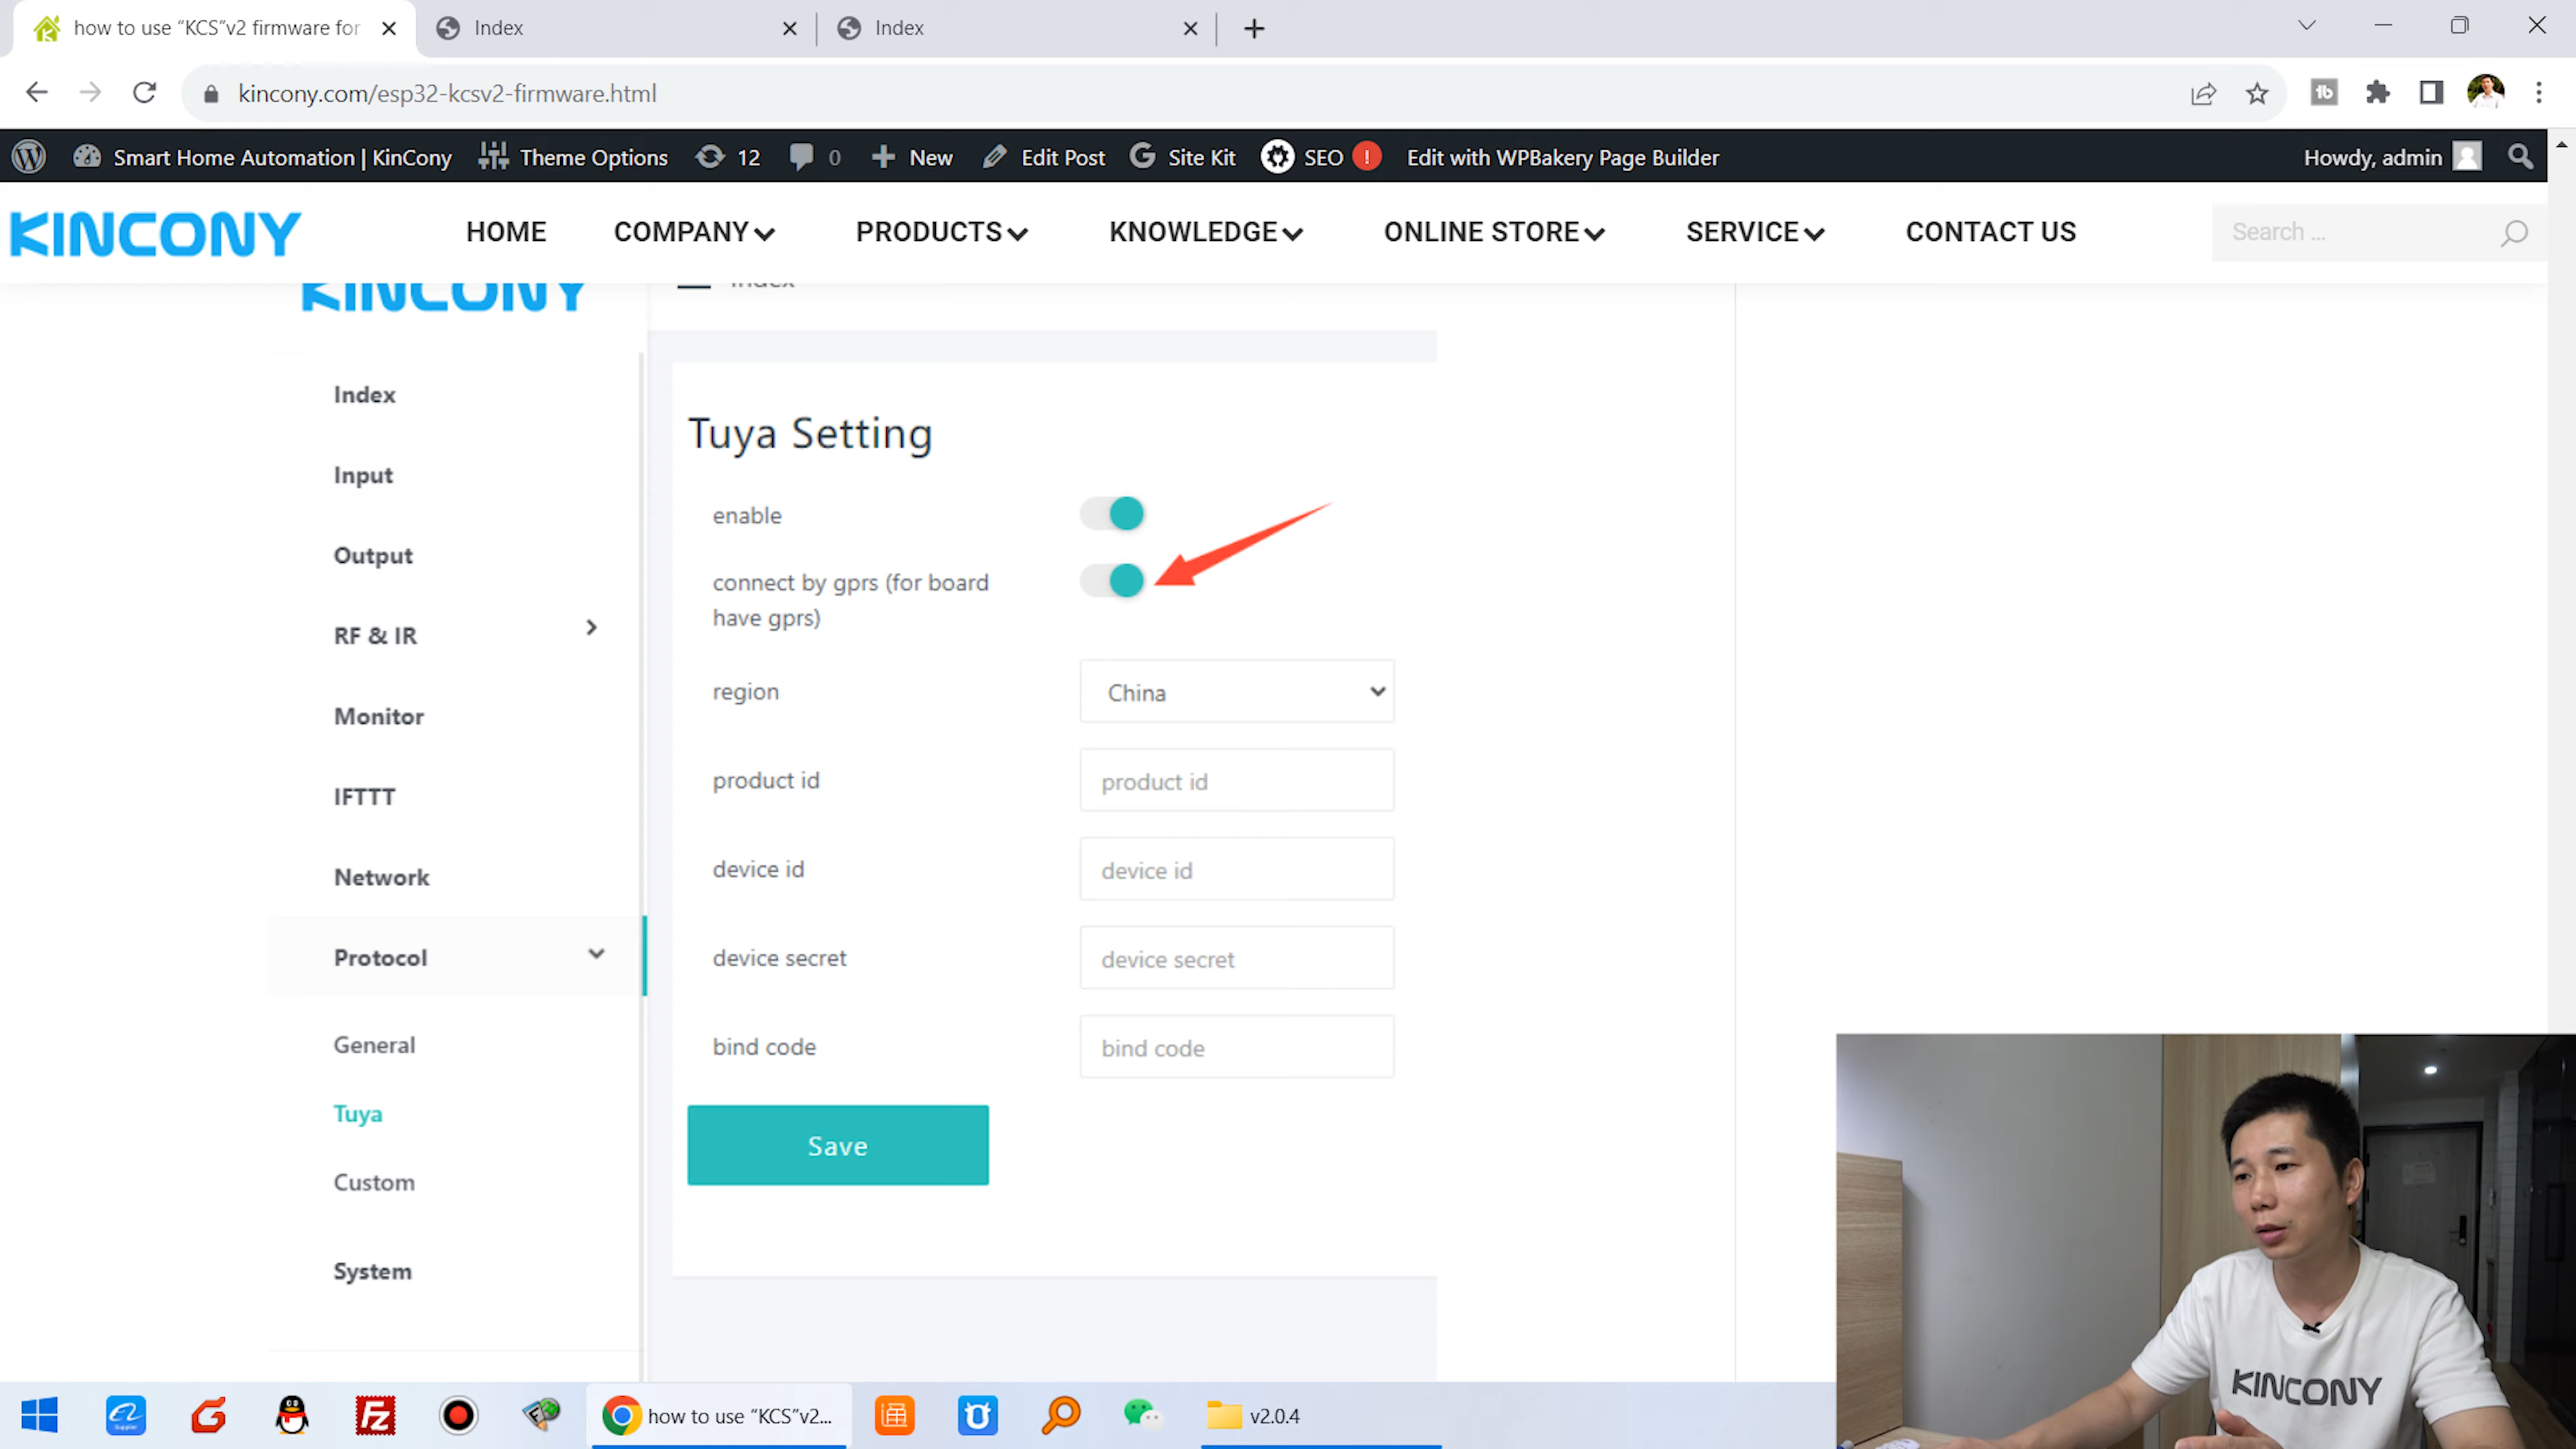 how to use “KCS”v2 firmware for
Index
Index
kincony.com/esp32-kcsv2-firmware.html
Smart Home Automation | KinCony
Theme Options
12
0
New
Edit Post
Site Kit
SEO
!
Edit with WPBakery Page Builder
Howdy, admin
KINCONY
HOME
COMPANY
PRODUCTS
KNOWLEDGE
ONLINE STORE
SERVICE
CONTACT US
Search ...
KINCONY
Index
Index
Input
Output
RF & IR
Monitor
IFTTT
Network
Protocol
General
Tuya
Custom
System
Tuya Setting
enable
connect by gprs (for board
have gprs)
region
China
product id
product id
device id
device id
device secret
device secret
bind code
bind code
Save
KINCONY
how to use “KCS”v2...
v2.0.4